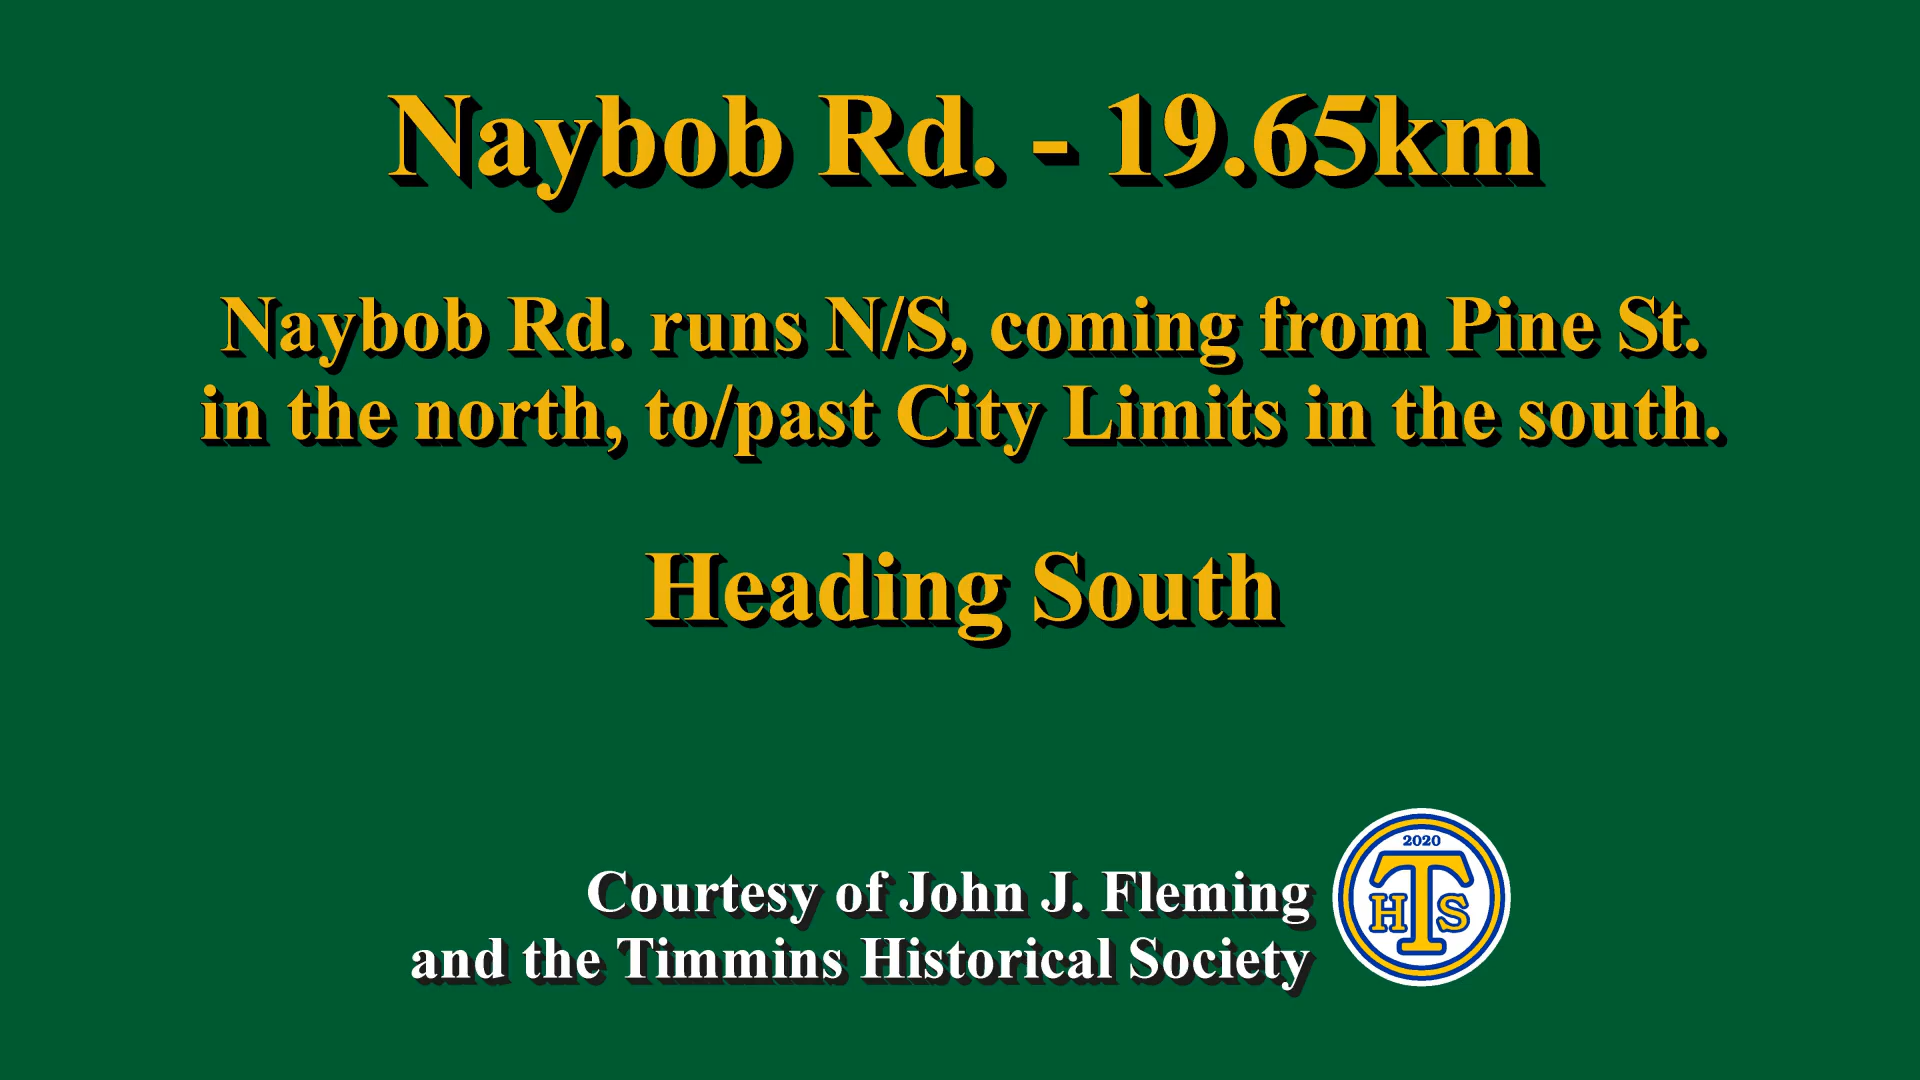 Naybob Rd. - 19.65km
Naybob Rd. runs N/S, coming from Pine St.
in the north, to/past City Limits in the south.
Heading South
Courtesy of John J. Fleming
and the Timmins Historical Society
2020
HTS